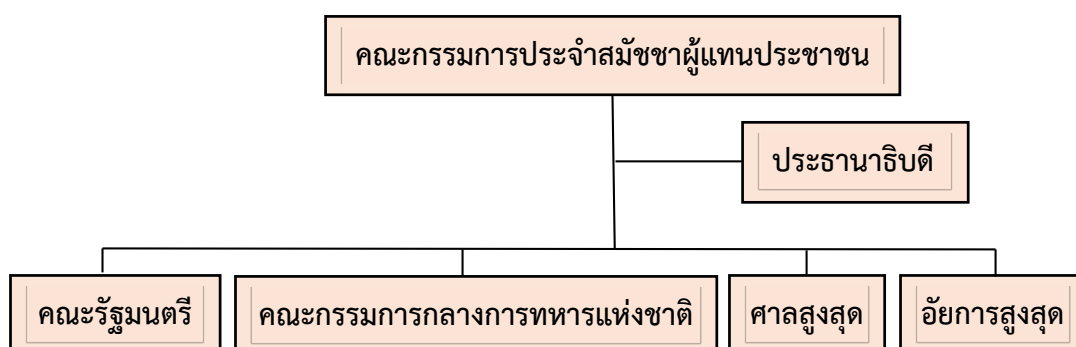 คณะกรรมการประจำสมัชชาผู้แทนประชาชน
ประธานาธิบดี
คณะรัฐมนตรี
คณะกรรมการกลางการทหารแห่งชาติ
ศาลสูงสุด
อัยการสูงสุด